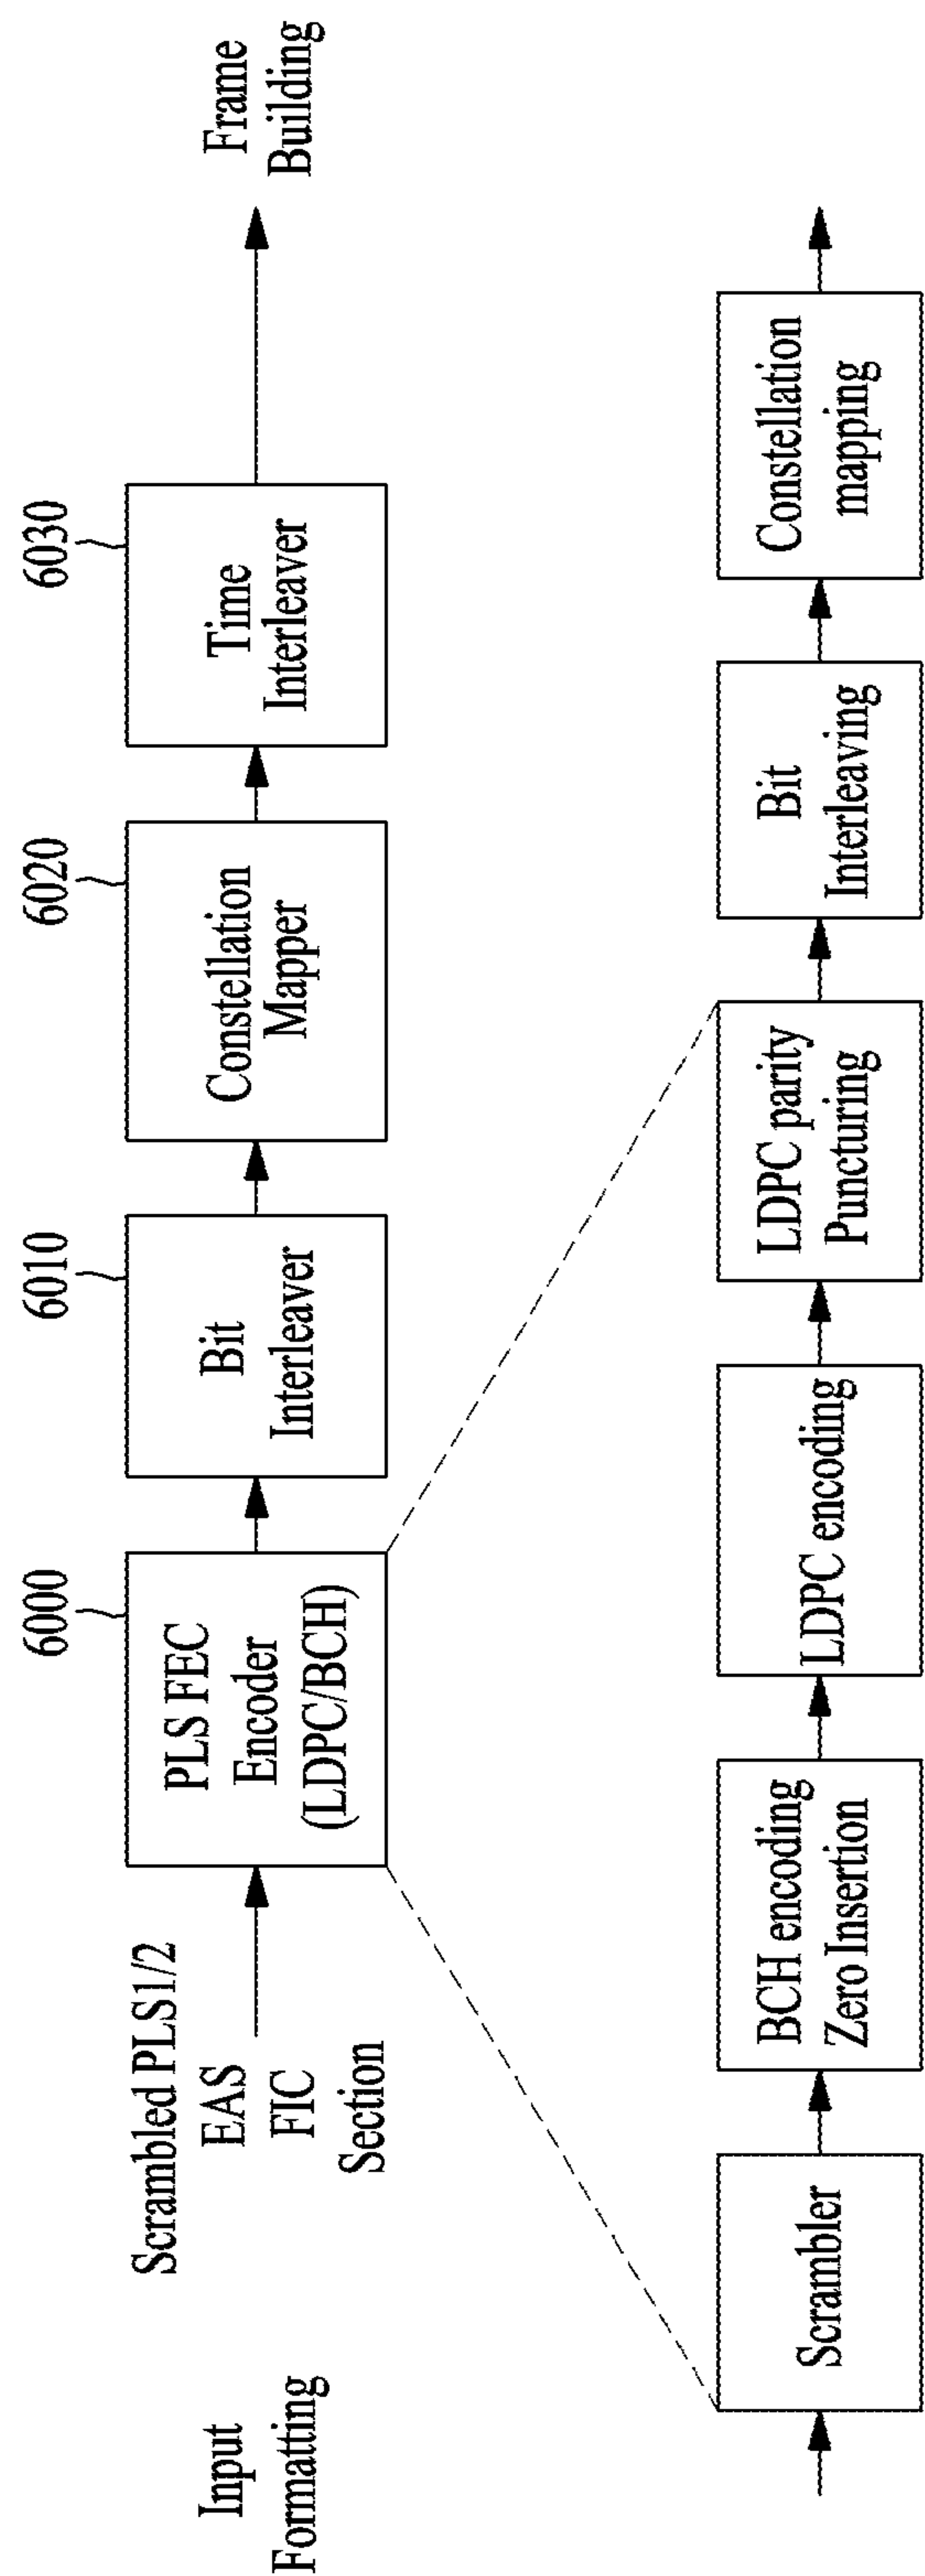 Input
Formatting
Scrambled PLS1/2
EAS
FIC
Section
6000
PLS FEC
Encoder
(LDPC/BCH)
6010
Bit
Interleaver
6020
Constellation
Mapper
6030
Time
Interleaver
Frame
Building
Scrambler
BCH encoding
Zero Insertion
LDPC encoding
LDPC parity
Puncturing
Bit
Interleaving
Constellation
mapping